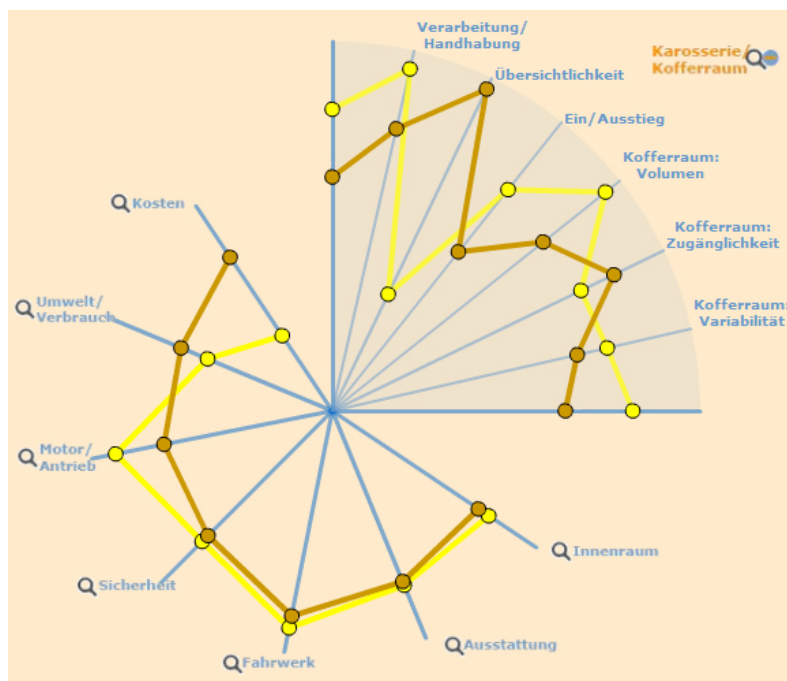 Verarbeitung/
Handhabung
Karosserie/
Kofferraum
Übersichtlichkeit
Ein/Ausstieg
Kofferraum:
Volumen
Kofferraum:
Zugänglichkeit
Kofferraum:
Variabilität
Kosten
Umwelt/
Verbrauch
Motor/
Antrieb
Sicherheit
Fahrwerk
Ausstattung
Innenraum